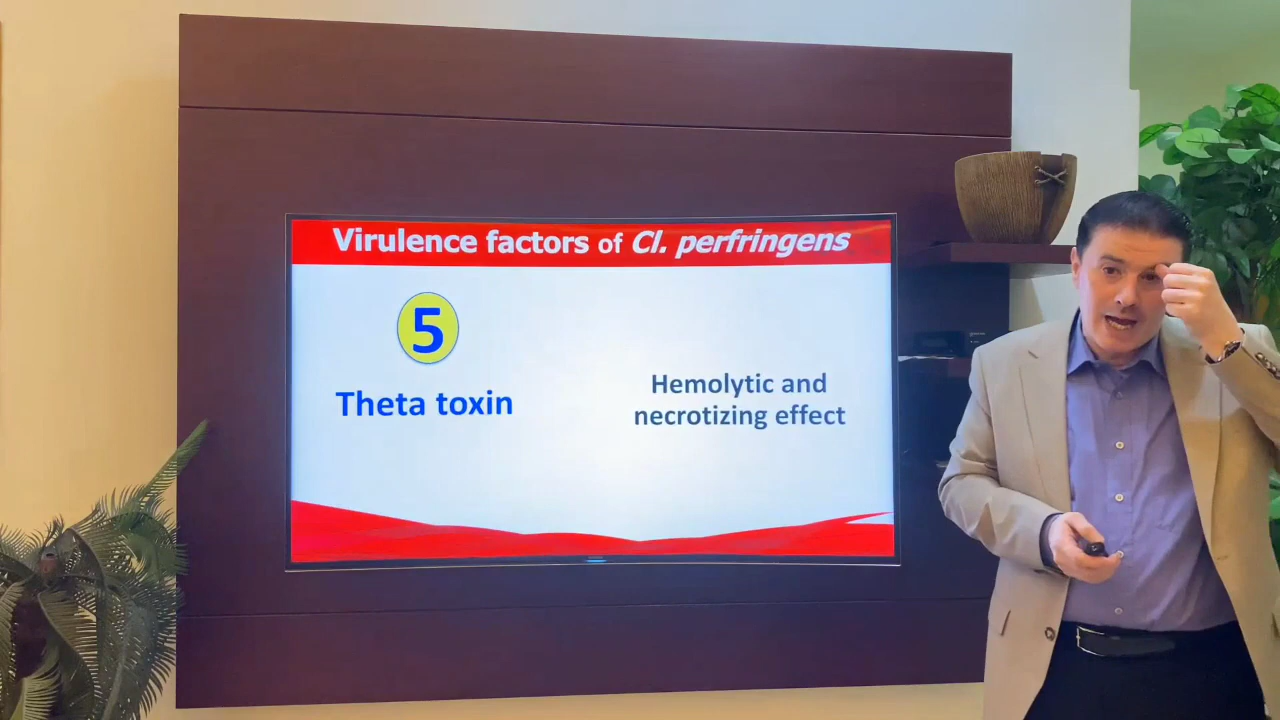 Virulence factors of Cl. perfringens
5
Theta toxin
Hemolytic and
necrotizing effect